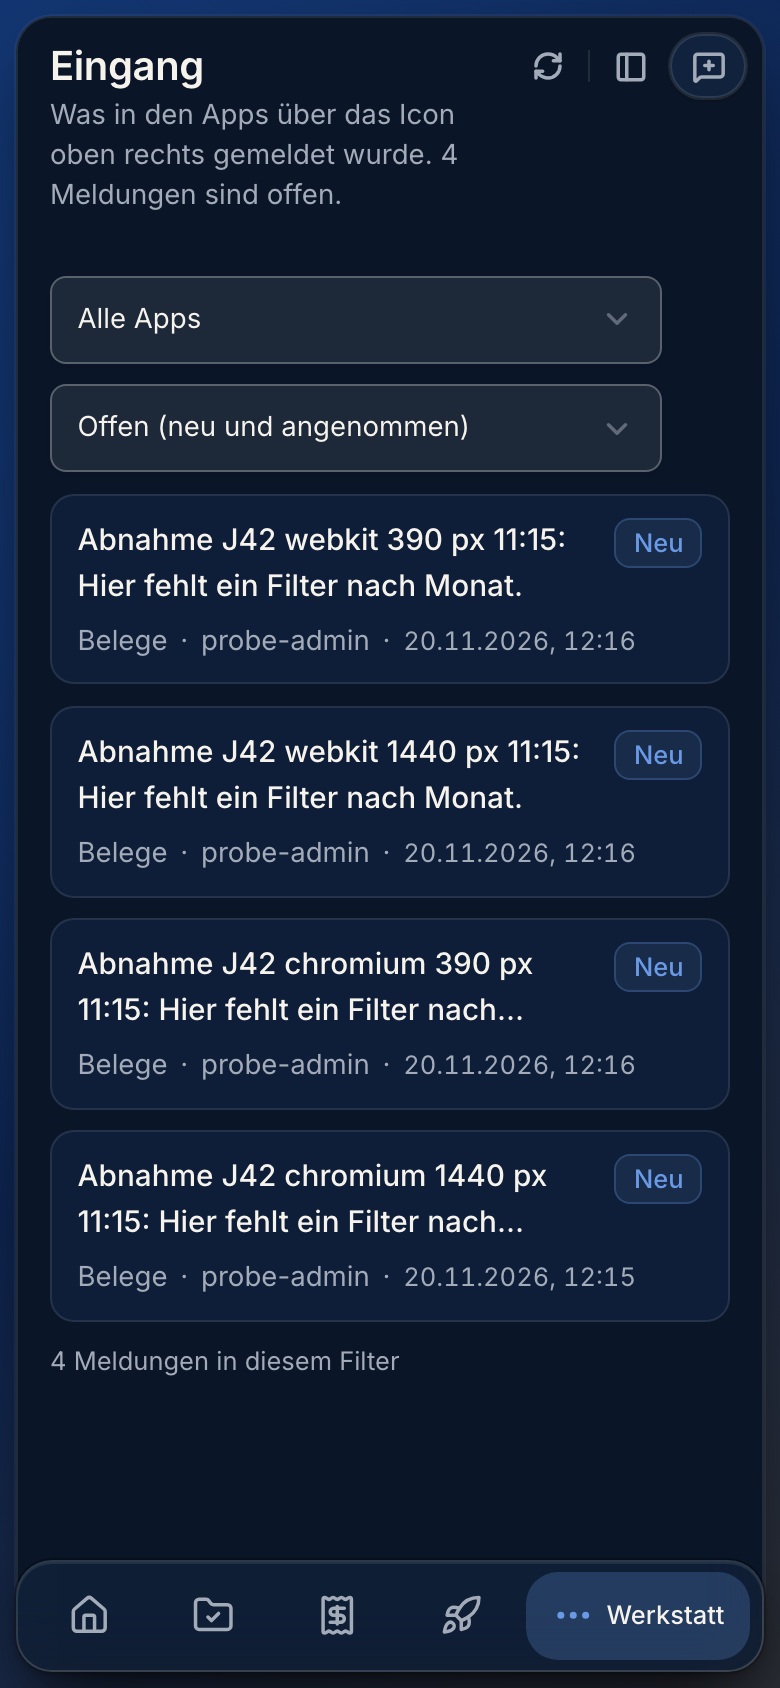 Eingang
Was in den Apps über das Icon
oben rechts gemeldet wurde. 4
Meldungen sind offen.
Alle Apps
Offen (neu und angenommen)
Abnahme J42 webkit 390 px 11:15:
Hier fehlt ein Filter nach Monat.
Neu
Belege · probe-admin · 20.11.2026, 12:16
Abnahme J42 webkit 1440 px 11:15:
Hier fehlt ein Filter nach Monat.
Neu
Belege · probe-admin · 20.11.2026, 12:16
Abnahme J42 chromium 390 px
11:15: Hier fehlt ein Filter nach...
Neu
Belege · probe-admin · 20.11.2026, 12:16
Abnahme J42 chromium 1440 px
11:15: Hier fehlt ein Filter nach...
Neu
Belege · probe-admin · 20.11.2026, 12:15
4 Meldungen in diesem Filter
Werkstatt